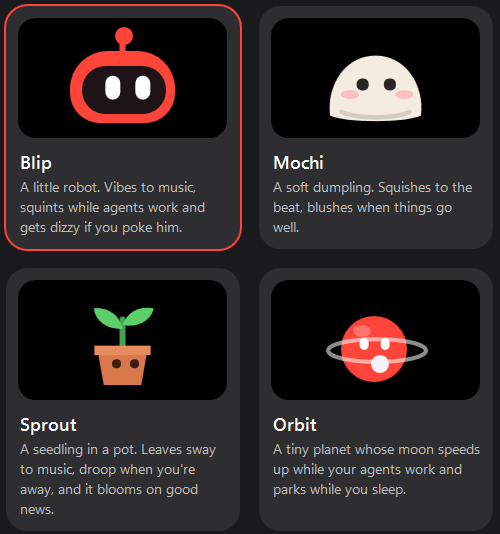 Blip
A little robot. Vibes to music,
squints while agents work and
gets dizzy if you poke him.
Mochi
A soft dumpling. Squishes to the
beat, blushes when things go
well.
Sprout
A seedling in a pot. Leaves sway
to music, droop when you're
away, and it blooms on good
news.
Orbit
A tiny planet whose moon speeds
up while your agents work and
parks while you sleep.